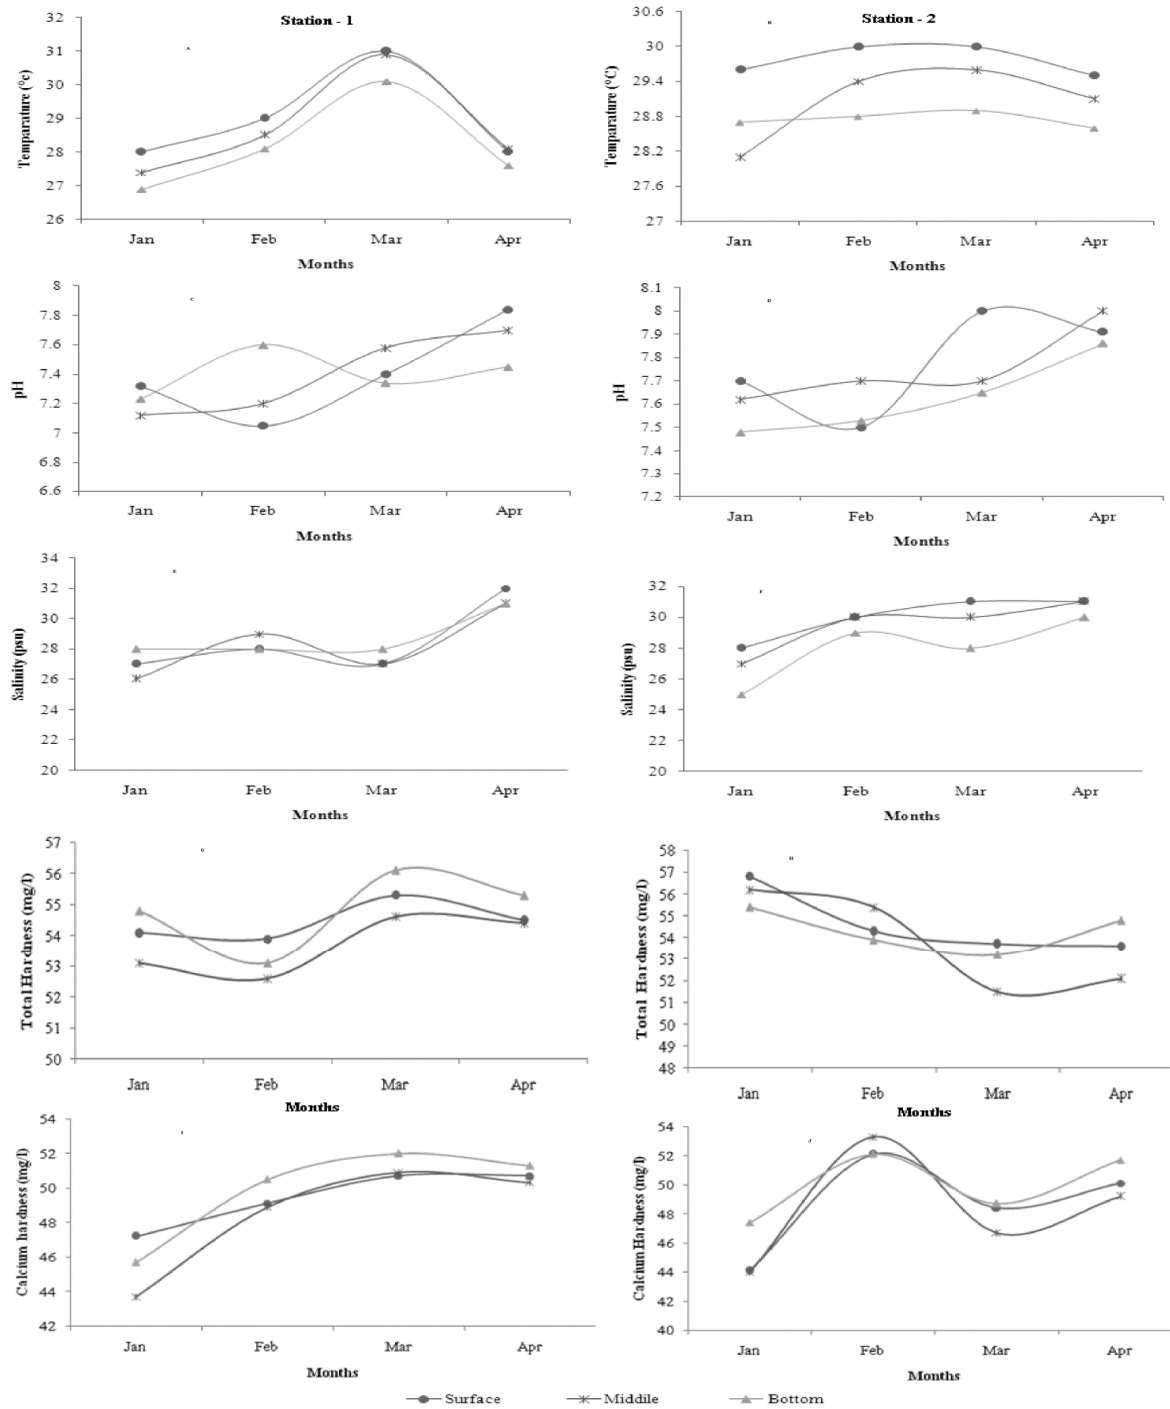 Station - 1
A
Temparature (°c)
32
31
30
29
28
27
26
Jan Feb Mar Apr
Months
Station - 2
Temparature (°C)
30.6
30
29.4
28.8
28.2
27.6
27
Jan Feb Mar Apr
Months
C
pH
8
7.8
7.6
7.4
7.2
7
6.8
6.6
Jan Feb Mar Apr
Months
D
pH
8.1
8
7.9
7.8
7.7
7.6
7.5
7.4
7.3
7.2
Jan Feb Mar Apr
Months
Salinity (psu)
34
32
30
28
26
24
22
20
Jan Feb Mar Apr
Months
F
Salinity (psu)
32
30
28
26
24
22
20
Jan Feb Mar Apr
Months
Total Hardness (mg/l)
57
56
55
54
53
52
51
50
Jan Feb Mar Apr
Months
Total Hardness (mg/l)
58
57
56
55
54
53
52
51
50
49
48
Jan Feb Mar Apr
Months
Calcium hardness (mg/l)
54
52
50
48
46
44
42
Jan Feb Mar Apr
Months
Calcium Hardness (mg/l)
54
52
50
48
46
44
42
40
Jan Feb Mar Apr
Months
Surface Middile Bottom